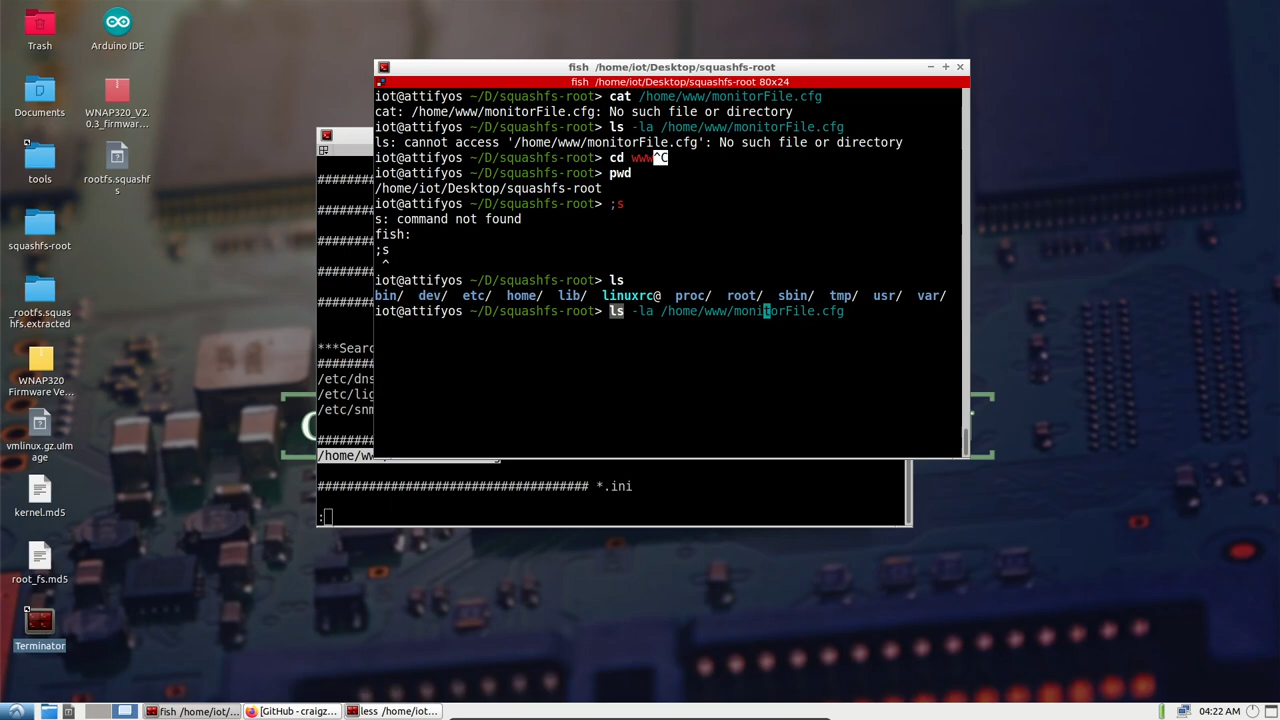 Trash
Arduino IDE
Documents
WNAP320_V2.
0.3_firmwar...
tools
rootfs.squashf
s
squashfs-root
_rootfs.squas
hfs.extracted
WNAP320
Firmware Ve...
vmlinux.gz.uIm
age
kernel.md5
root_fs.md5
Terminator
fish /home/iot/Desktop/squashfs-root
fish /home/iot/Desktop/squashfs-root 80x24
iot@attifyos ~/D/squashfs-root> cat /home/www/monitorFile.cfg
cat: /home/www/monitorFile.cfg: No such file or directory
iot@attifyos ~/D/squashfs-root> ls -la /home/www/monitorFile.cfg
ls: cannot access '/home/www/monitorFile.cfg': No such file or directory
iot@attifyos ~/D/squashfs-root> cd www^C
iot@attifyos ~/D/squashfs-root> pwd
/home/iot/Desktop/squashfs-root
iot@attifyos ~/D/squashfs-root> ;s
s: command not found
fish:
;s
^
iot@attifyos ~/D/squashfs-root> ls
bin/ dev/ etc/ home/ lib/ linuxrc@ proc/ root/ sbin/ tmp/ usr/ var/
iot@attifyos ~/D/squashfs-root> ls -la /home/www/monitorFile.cfg
########
########
########
########
########
***Sear
########
/etc/dns
/etc/lig
/etc/snm
########
/home/ww
##################################### *.ini
:
fish /home/iot/...
[GitHub - craigz...
less /home/iot...
04:22 AM